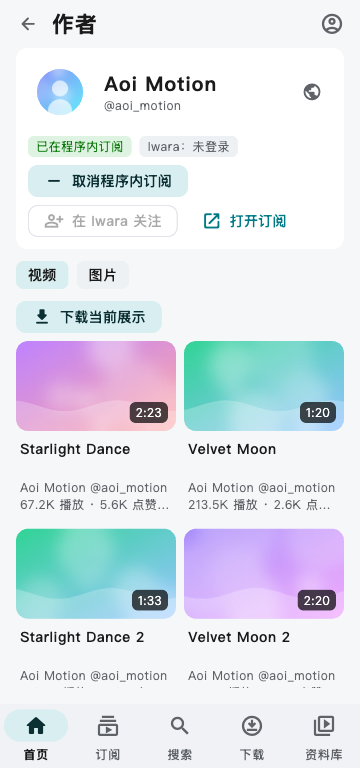 作者
Aoi Motion
@aoi_motion
已在程序内订阅
Iwara：未登录
取消程序内订阅
在 Iwara 关注
打开订阅
视频
图片
下载当前展示
2:23
1:20
Starlight Dance
Velvet Moon
Aoi Motion @aoi_motion
67.2K 播放 · 5.6K 点赞...
Aoi Motion @aoi_motion
213.5K 播放 · 2.6K 点...
1:33
2:20
Starlight Dance 2
Velvet Moon 2
Aoi Motion @aoi_motion
Aoi Motion @aoi_motion
首页
订阅
搜索
下载
资料库